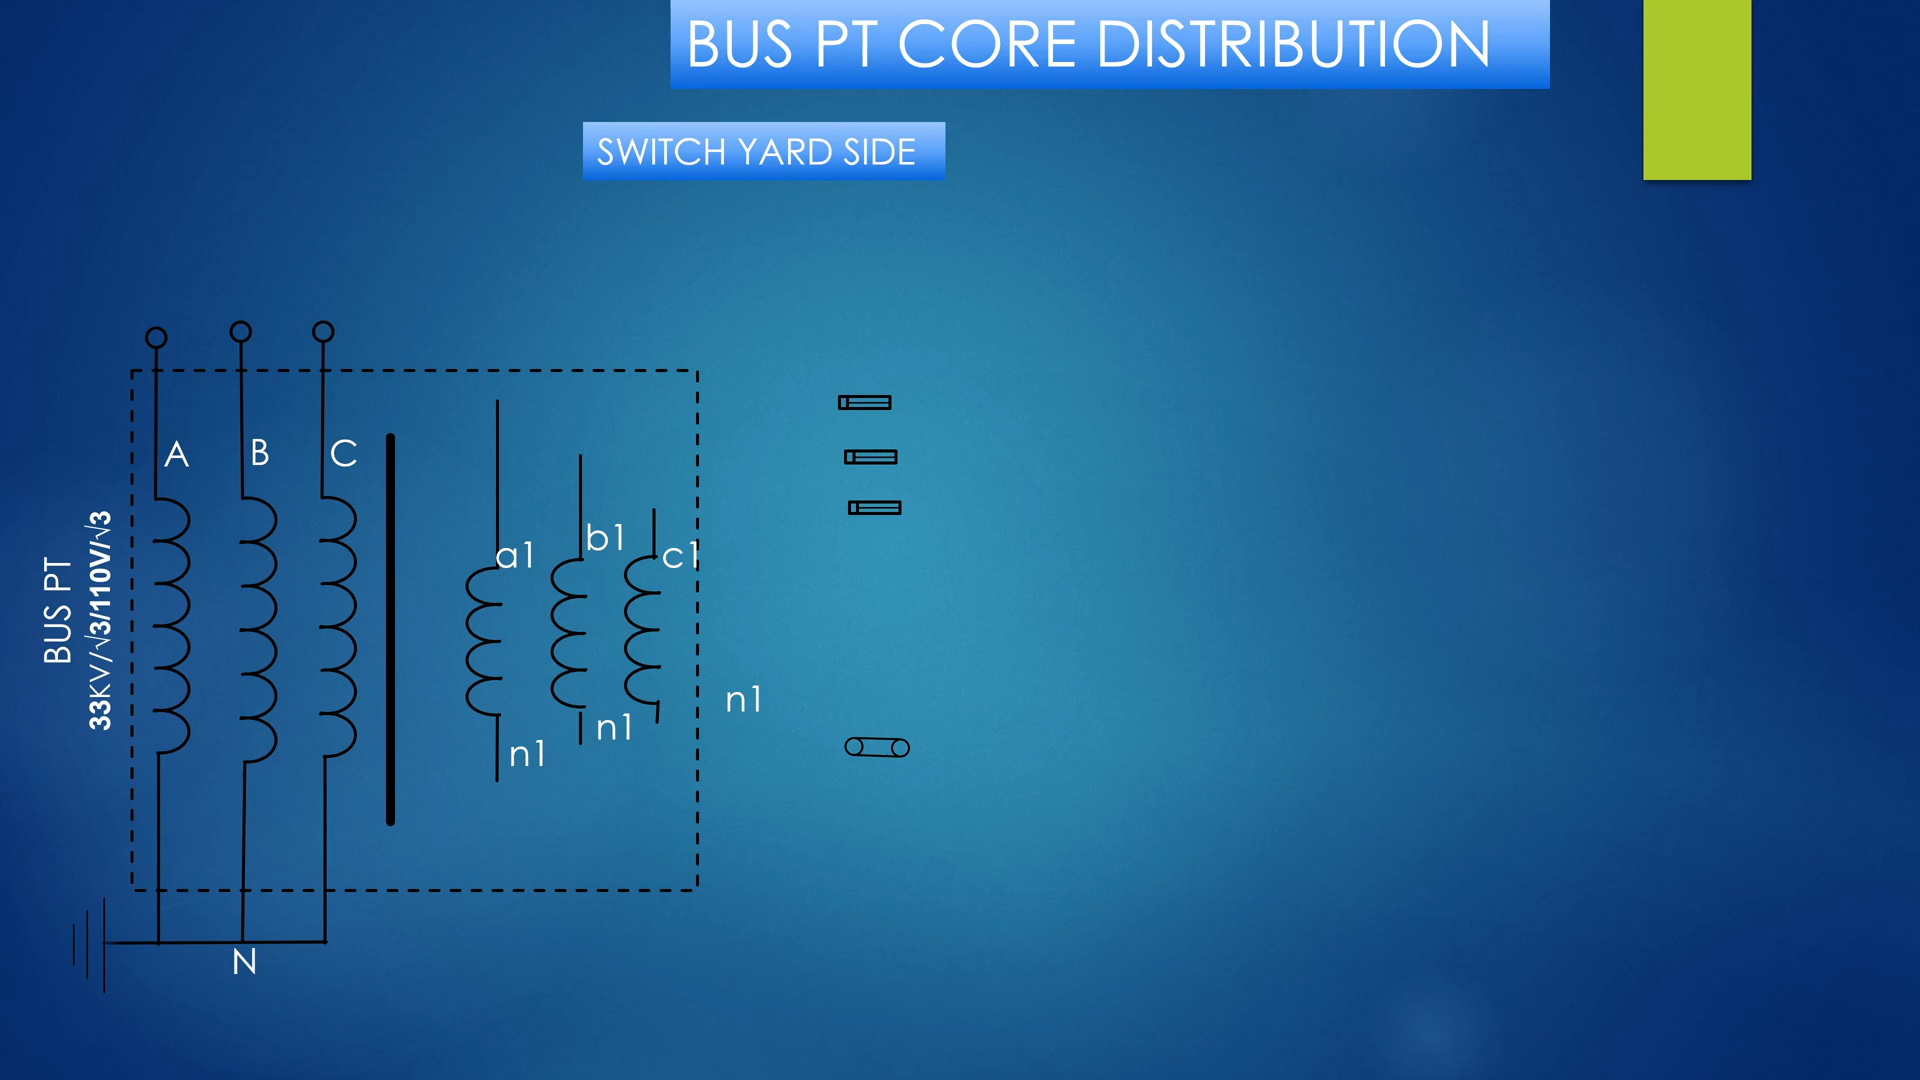 BUS PT CORE DISTRIBUTION
SWITCH YARD SIDE
A
B
C
BUS PT
33KV/√3/110V/√3
a1
b1
c1
n1
n1
n1
N